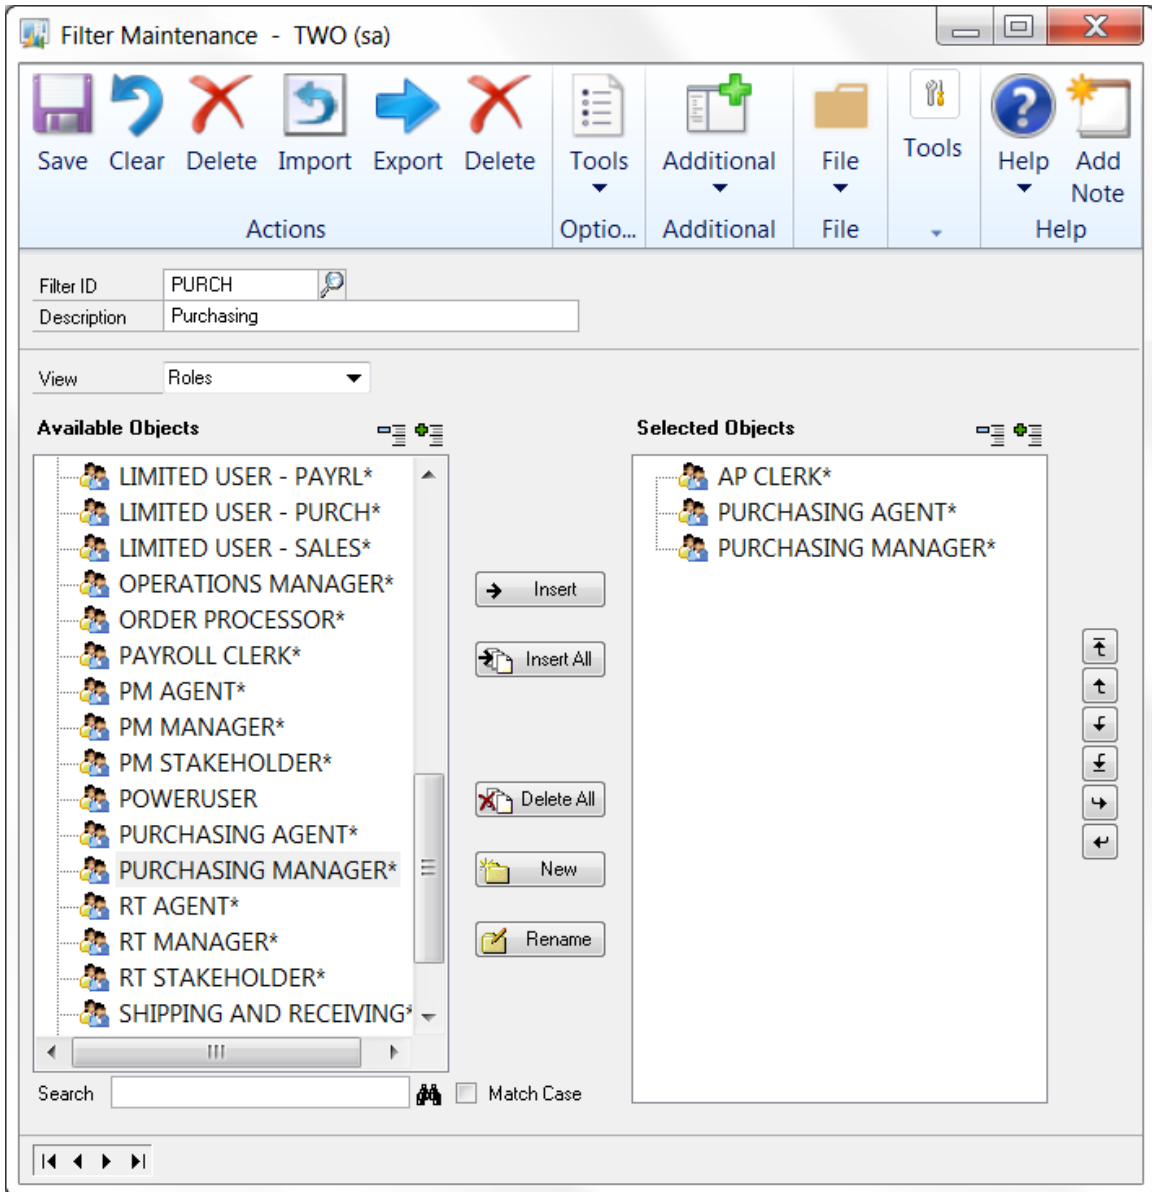 Filter Maintenance - TWO (sa)
Save Clear Delete Import Export Delete Tools Additional File Tools Help Add Note
Actions Optio... Additional File Help
Filter ID PURCH
Description Purchasing
View Roles
Available Objects
LIMITED USER - PAYRL*
LIMITED USER - PURCH*
LIMITED USER - SALES*
OPERATIONS MANAGER*
ORDER PROCESSOR*
PAYROLL CLERK*
PM AGENT*
PM MANAGER*
PM STAKEHOLDER*
POWERUSER
PURCHASING AGENT*
PURCHASING MANAGER*
RT AGENT*
RT MANAGER*
RT STAKEHOLDER*
SHIPPING AND RECEIVING*
Search
Match Case
Insert
Insert All
Delete All
New
Rename
Selected Objects
AP CLERK*
PURCHASING AGENT*
PURCHASING MANAGER*